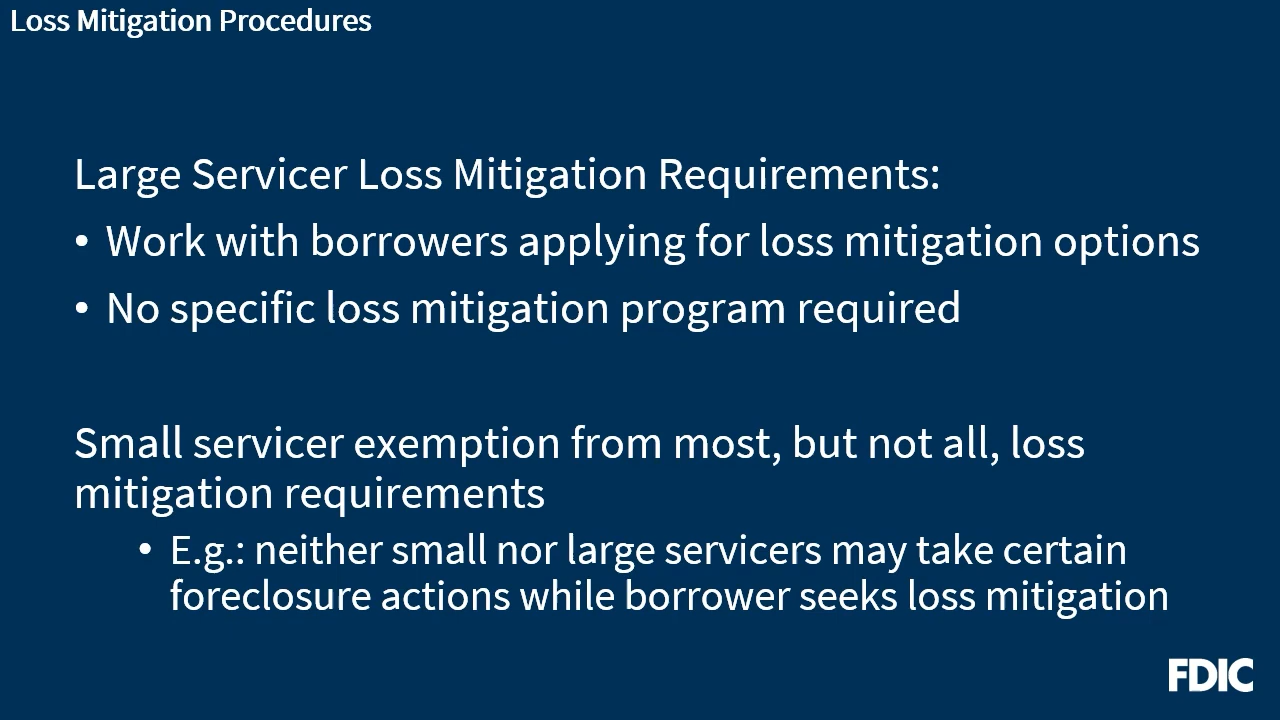 Loss Mitigation Procedures
Large Servicer Loss Mitigation Requirements:
• Work with borrowers applying for loss mitigation options
• No specific loss mitigation program required
Small servicer exemption from most, but not all, loss
mitigation requirements
• E.g.: neither small nor large servicers may take certain
foreclosure actions while borrower seeks loss mitigation
FDIC